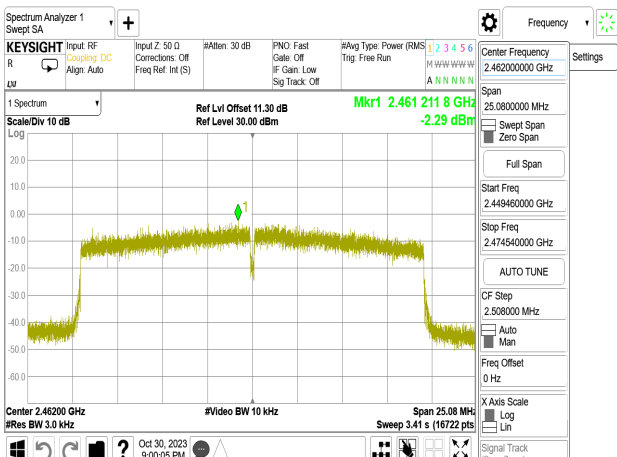 Spectrum Analyzer 1
Swept SA
Frequency
KEYSIGHT
R
Input: RF
Coupling: DC
Align: Auto
Input Z: 50 Ω
Corrections: Off
Freq Ref: Int (S)
#Atten: 30 dB
PNO: Fast
Gate: Off
IF Gain: Low
Sig Track: Off
#Avg Type: Power (RMS
Trig: Free Run
1 2 3 4 5 6
M W W W W W
A N N N N N
Center Frequency
2.462000000 GHz
Settings
Span
25.0800000 MHz
Swept Span
Zero Span
Full Span
Start Freq
2.449460000 GHz
Stop Freq
2.474540000 GHz
AUTO TUNE
CF Step
2.508000 MHz
Auto
Man
Freq Offset
0 Hz
X Axis Scale
Log
Lin
Signal Track
1 Spectrum
Scale/Div 10 dB
Ref Lvl Offset 11.30 dB
Ref Level 30.00 dBm
Mkr1 2.461 211 8 GHz
-2.29 dBm
Log
20.0
10.0
0.00
-10.0
-20.0
-30.0
-40.0
-50.0
-60.0
1
Center 2.46200 GHz
#Video BW 10 kHz
Span 25.08 MHz
#Res BW 3.0 kHz
Sweep 3.41 s (16722 pts
?
Oct 30, 2023
9:00:05 PM